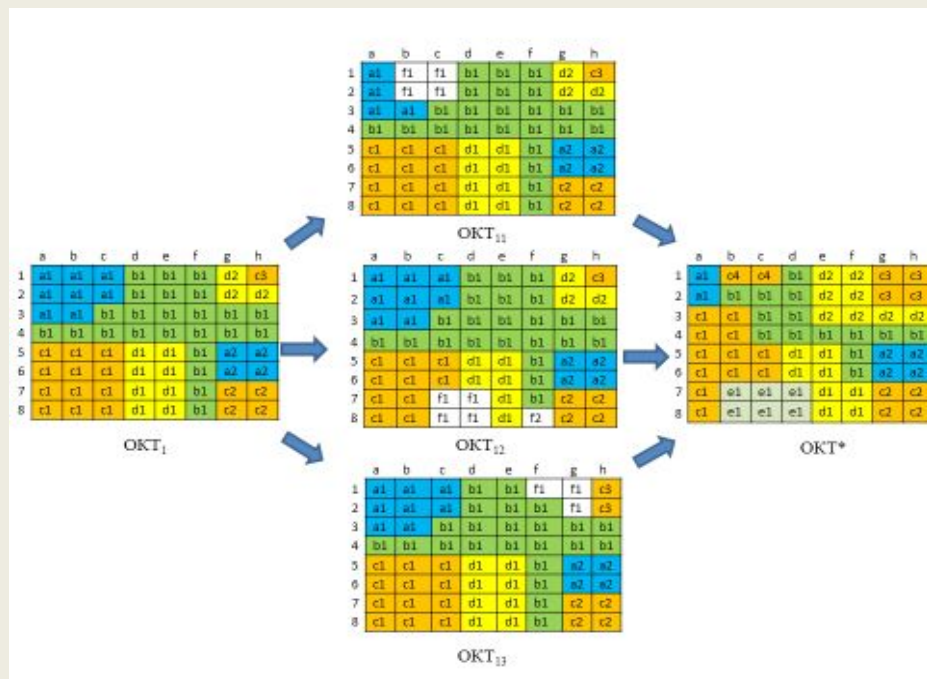 a b c d e f g h
1 a1 f1 f1 b1 b1 b1 d2 c3
2 a1 f1 f1 b1 b1 b1 d2 d2
3 a1 a1 b1 b1 b1 b1 b1 b1
4 b1 b1 b1 b1 b1 b1 b1 b1
5 c1 c1 c1 d1 d1 b1 a2 a2
6 c1 c1 c1 d1 d1 b1 a2 a2
7 c1 c1 c1 d1 d1 b1 c2 c2
8 c1 c1 c1 d1 d1 b1 c2 c2
ОКТ₁₁
a b c d e f g h
1 a1 a1 a1 b1 b1 b1 d2 c3
2 a1 a1 a1 b1 b1 b1 d2 d2
3 a1 a1 b1 b1 b1 b1 b1 b1
4 b1 b1 b1 b1 b1 b1 b1 b1
5 c1 c1 c1 d1 d1 b1 a2 a2
6 c1 c1 c1 d1 d1 b1 a2 a2
7 c1 c1 c1 d1 d1 b1 c2 c2
8 c1 c1 c1 d1 d1 b1 c2 c2
ОКТ₁
a b c d e f g h
1 a1 a1 a1 b1 b1 b1 d2 c3
2 a1 a1 a1 b1 b1 b1 d2 d2
3 a1 a1 b1 b1 b1 b1 b1 b1
4 b1 b1 b1 b1 b1 b1 b1 b1
5 c1 c1 c1 d1 d1 b1 a2 a2
6 c1 c1 c1 d1 d1 b1 a2 a2
7 c1 c1 f1 f1 d1 b1 c2 c2
8 c1 c1 f1 f1 d1 f2 c2 c2
ОКТ₁₂
a b c d e f g h
1 a1 c4 c4 b1 d2 d2 c3 c3
2 a1 b1 b1 b1 d2 d2 c3 c3
3 c1 c1 b1 b1 d2 d2 d2 d2
4 c1 c1 b1 b1 b1 b1 b1 b1
5 c1 c1 c1 d1 d1 b1 a2 a2
6 c1 c1 c1 d1 d1 b1 a2 a2
7 c1 e1 e1 e1 d1 d1 c2 c2
8 c1 e1 e1 e1 d1 d1 c2 c2
ОКТ*
a b c d e f g h
1 a1 a1 a1 b1 b1 f1 f1 c3
2 a1 a1 a1 b1 b1 b1 f1 c3
3 a1 a1 b1 b1 b1 b1 b1 b1
4 b1 b1 b1 b1 b1 b1 b1 b1
5 c1 c1 c1 d1 d1 b1 a2 a2
6 c1 c1 c1 d1 d1 b1 a2 a2
7 c1 c1 c1 d1 d1 b1 c2 c2
8 c1 c1 c1 d1 d1 b1 c2 c2
ОКТ₁₃